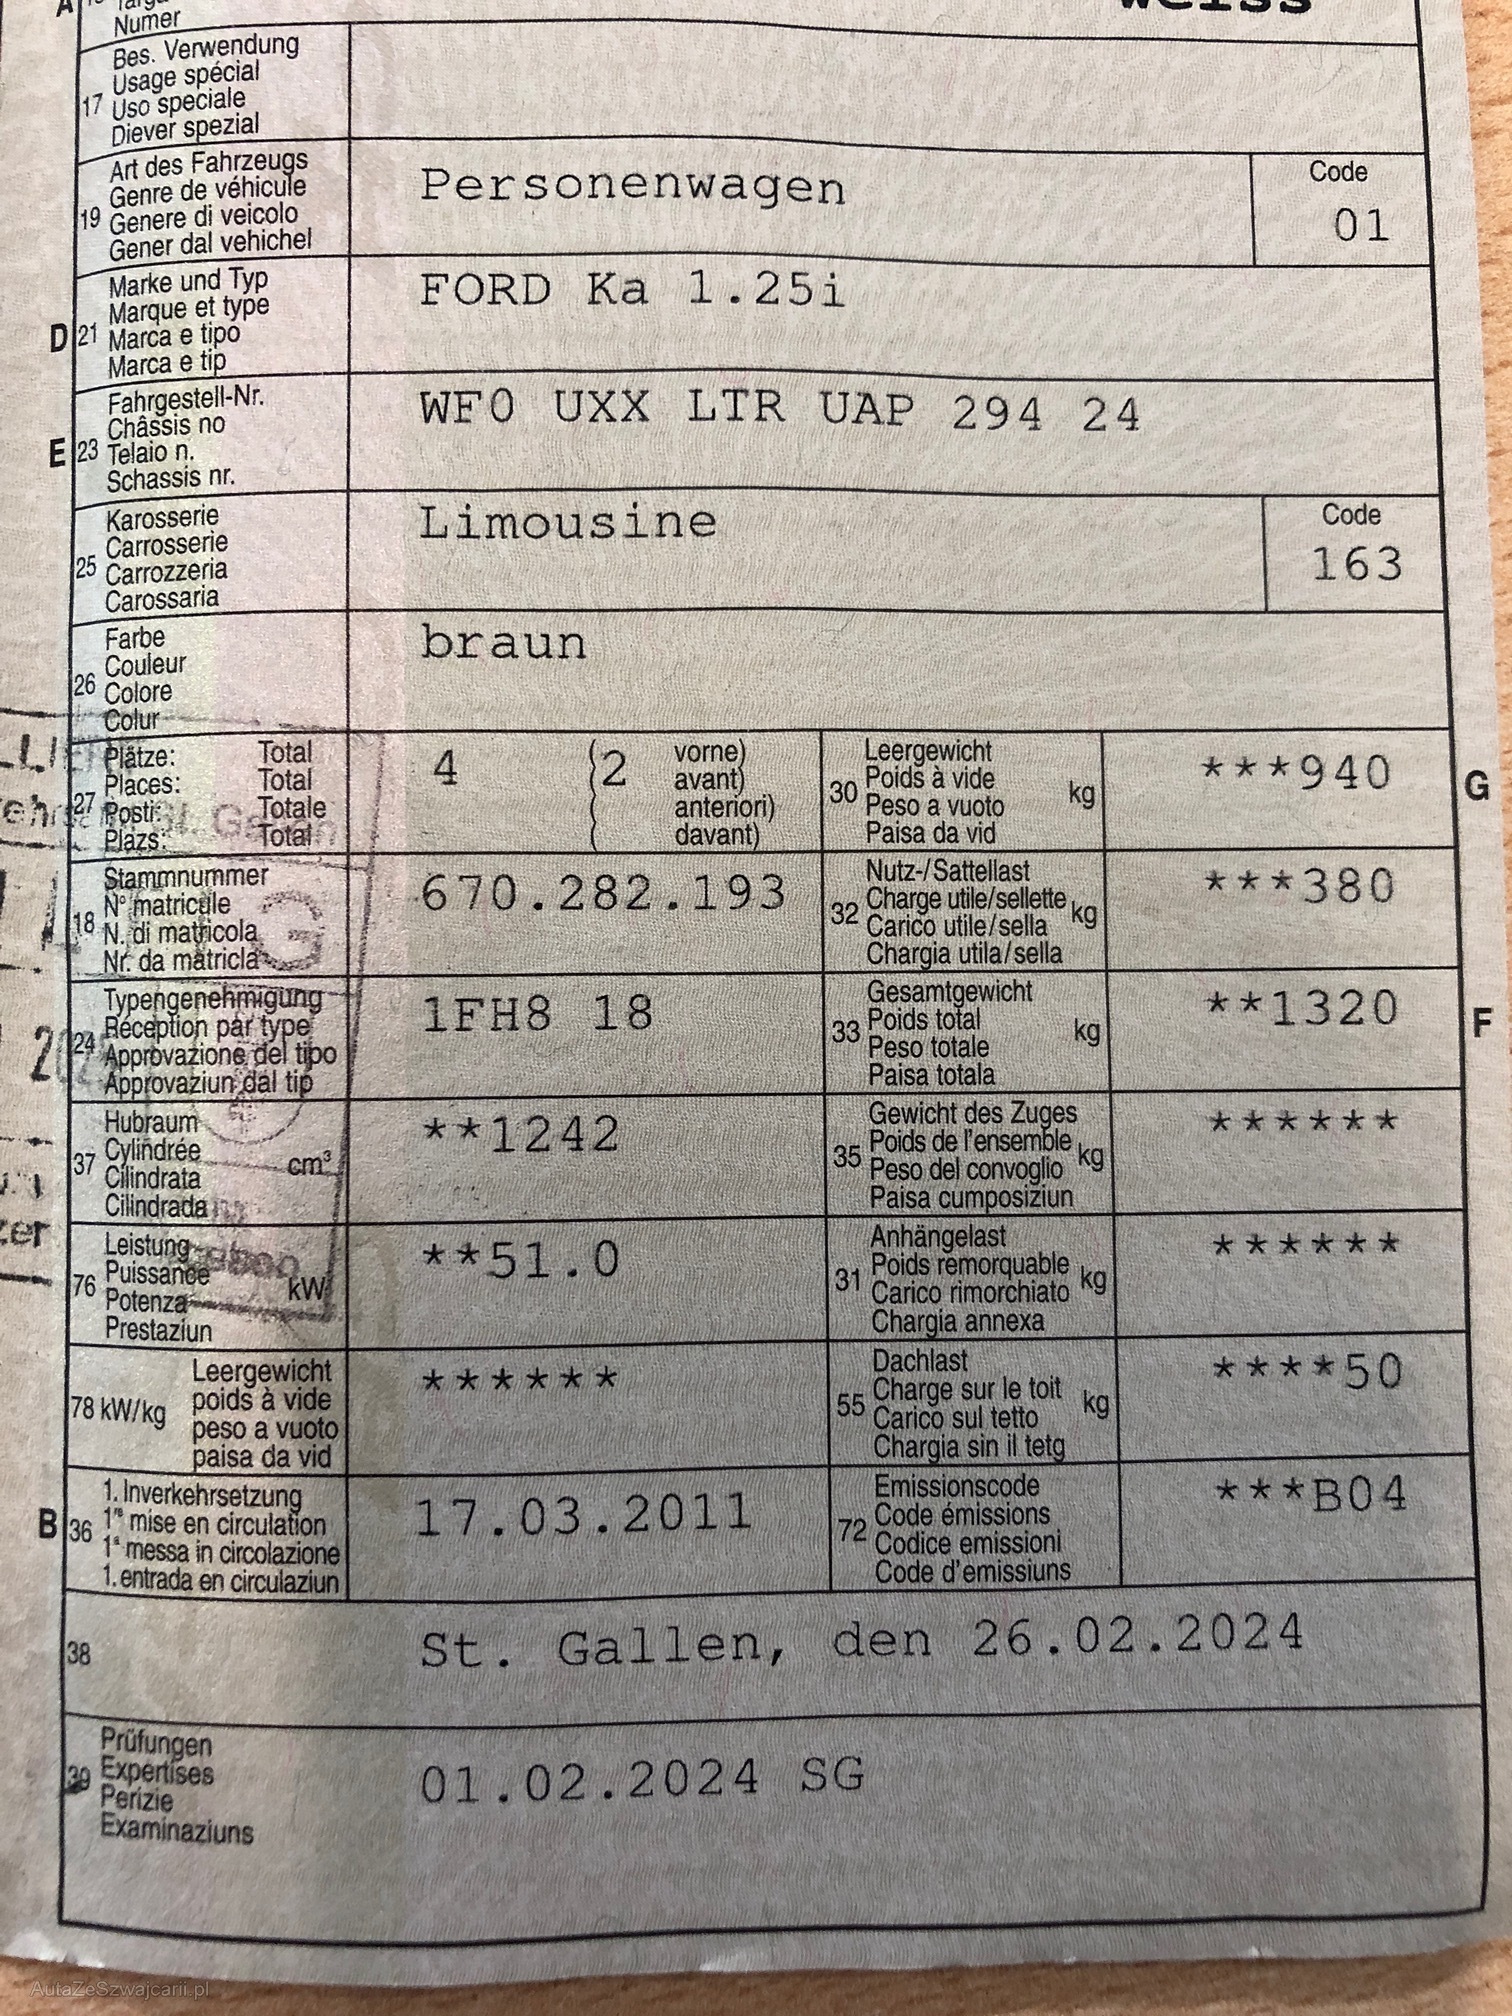 A
Numer
weiss
17
Bes. Verwendung
Usage spécial
Uso speciale
Diever spezial
19
Art des Fahrzeugs
Genre de véhicule
Genere di veicolo
Gener dal vehichel
Personenwagen
Code
01
D 21
Marke und Typ
Marque et type
Marca e tipo
Marca e tip
FORD Ka 1.25i
E 23
Fahrgestell-Nr.
Châssis no
Telaio n.
Schassis nr.
WF0 UXX LTR UAP 294 24
25
Karosserie
Carrosserie
Carrozzeria
Carossaria
Limousine
Code
163
26
Farbe
Couleur
Colore
Colur
braun
27
Plätze: Total
Places: Total
Posti: Totale
Plazs: Total
4 (2 vorne)
avant)
( anteriori)
( davant)
30
Leergewicht
Poids à vide kg
Peso a vuoto
Paisa da vid
***940
G
18
Stammnummer
N° matricule
N. di matricola
Nr. da matricla
670.282.193
32
Nutz-/Sattellast
Charge utile/sellette kg
Carico utile/sella
Chargia utila/sella
***380
24
Typengenehmigung
Réception par type
Approvazione del tipo
Approvaziun dal tip
1FH8 18
33
Gesamtgewicht
Poids total kg
Peso totale
Paisa totala
**1320
F
37
Hubraum
Cylindrée cm³
Cilindrata
Cilindrada
**1242
35
Gewicht des Zuges
Poids de l'ensemble kg
Peso del convoglio
Paisa cumposiziun
******
76
Leistung
Puissance kW
Potenza
Prestaziun
**51.0
31
Anhängelast
Poids remorquable kg
Carico rimorchiato
Chargia annexa
******
78 kW/kg
Leergewicht
poids à vide
peso a vuoto
paisa da vid
******
55
Dachlast
Charge sur le toit kg
Carico sul tetto
Chargia sin il tetg
****50
B 36
1. Inverkehrsetzung
1re mise en circulation
1a messa in circolazione
1. entrada en circulaziun
17.03.2011
72
Emissionscode
Code émissions
Codice emissioni
Code d'emissiuns
***B04
38
St. Gallen, den 26.02.2024
39
Prüfungen
Expertises
Perizie
Examinaziuns
01.02.2024 SG
AutaZeSzwajcarii.pl